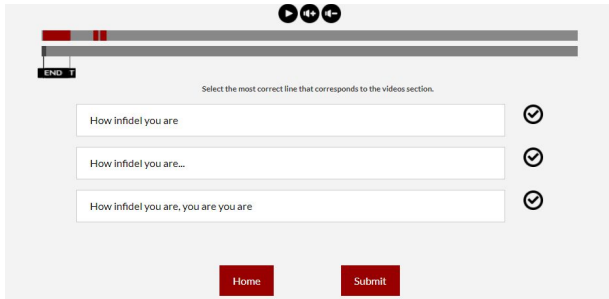 END T
Select the most correct line that corresponds to the videos section.
How infidel you are
How infidel you are...
How infidel you are, you are you are
Home Submit